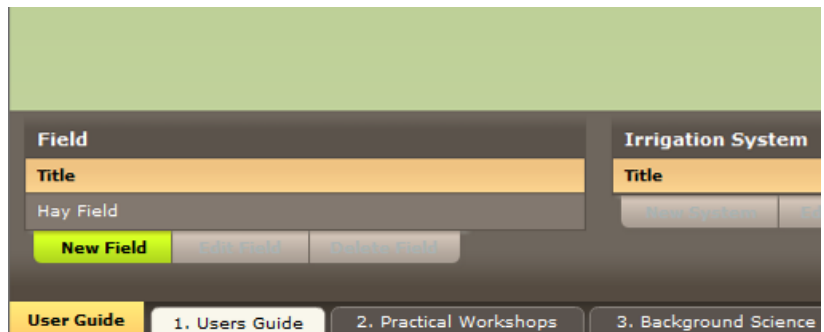 Field
Title
Hay Field
New Field Edit Field Delete Field
Irrigation System
Title
New System
User Guide 1. Users Guide 2. Practical Workshops 3. Background Science